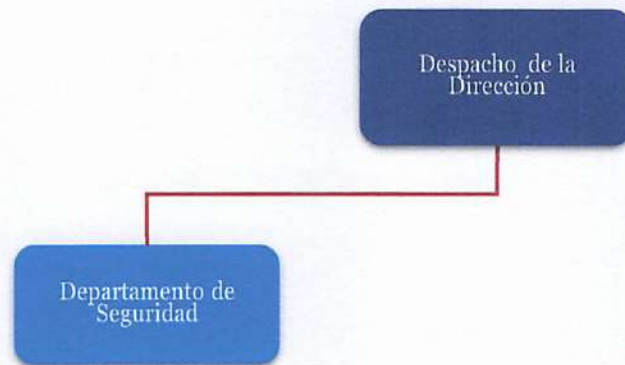 Despacho de la
Dirección
Departamento de
Seguridad